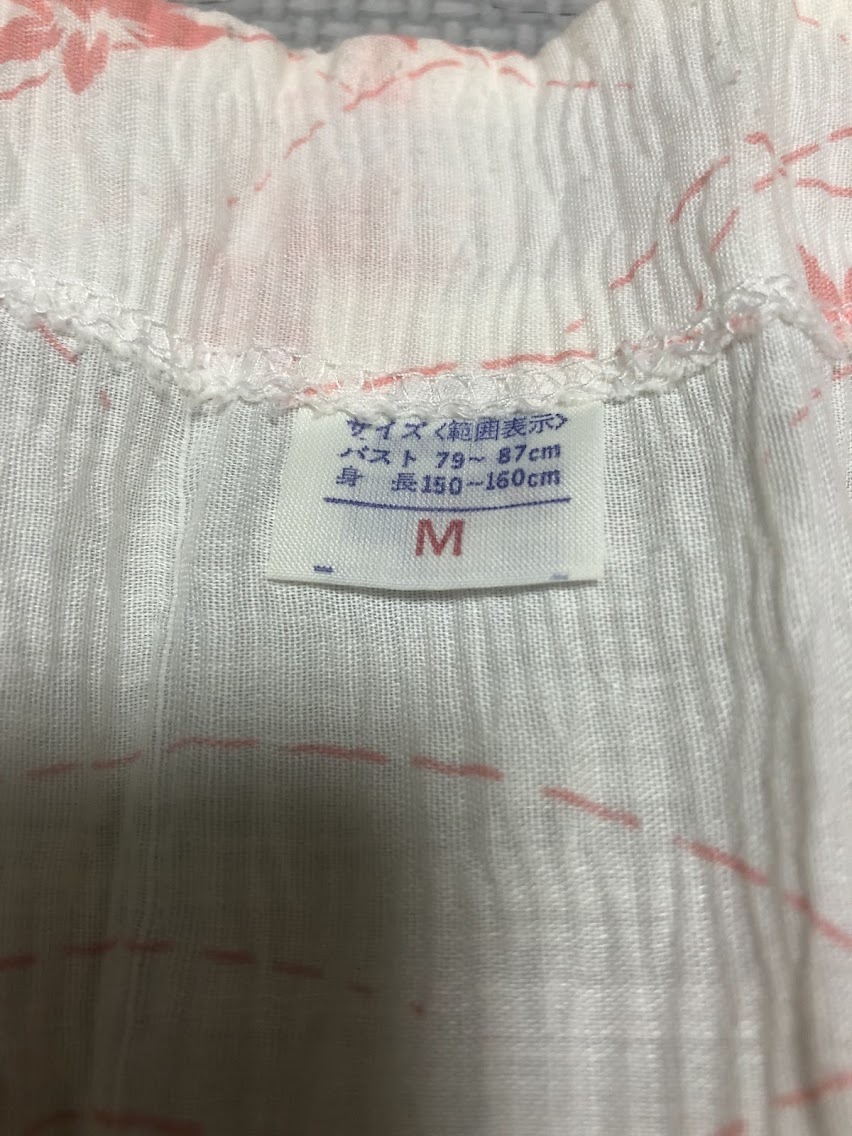 サイズ<範囲表示>
バスト 79~ 87cm
身　長150~160cm
M